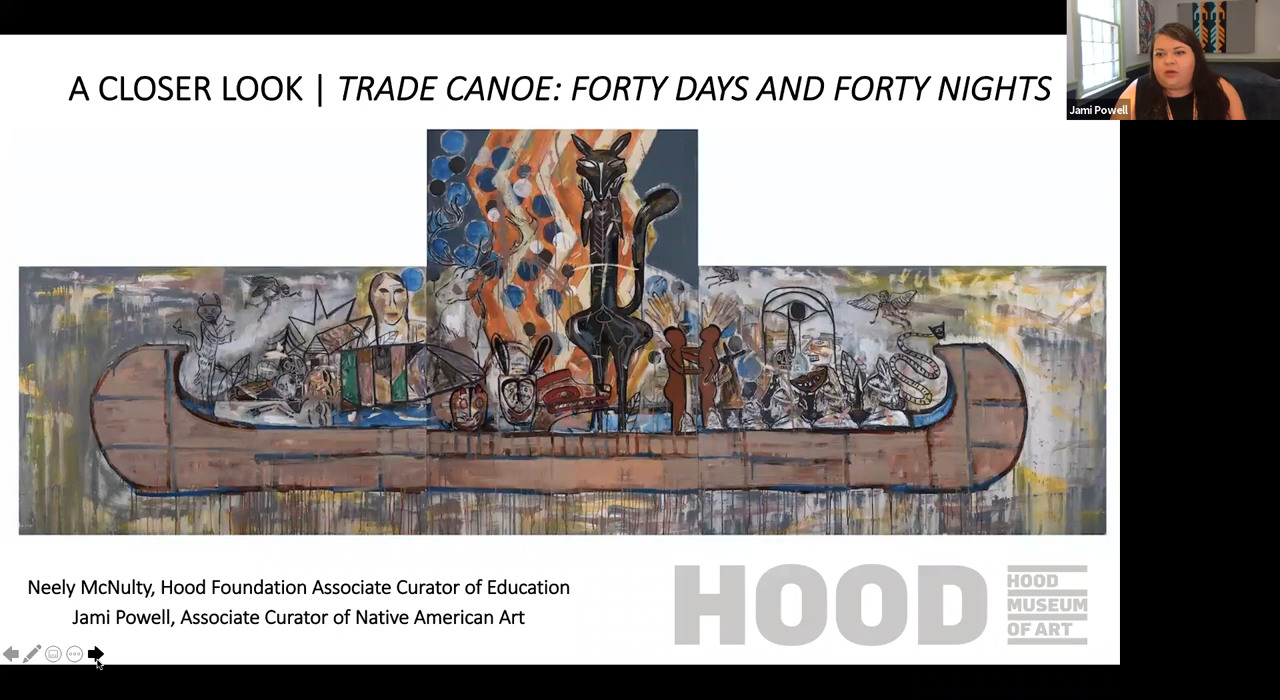 A CLOSER LOOK | TRADE CANOE: FORTY DAYS AND FORTY NIGHTS
Jami Powell
Neely McNulty, Hood Foundation Associate Curator of Education
Jami Powell, Associate Curator of Native American Art
HOOD
HOOD
MUSEUM
OF ART